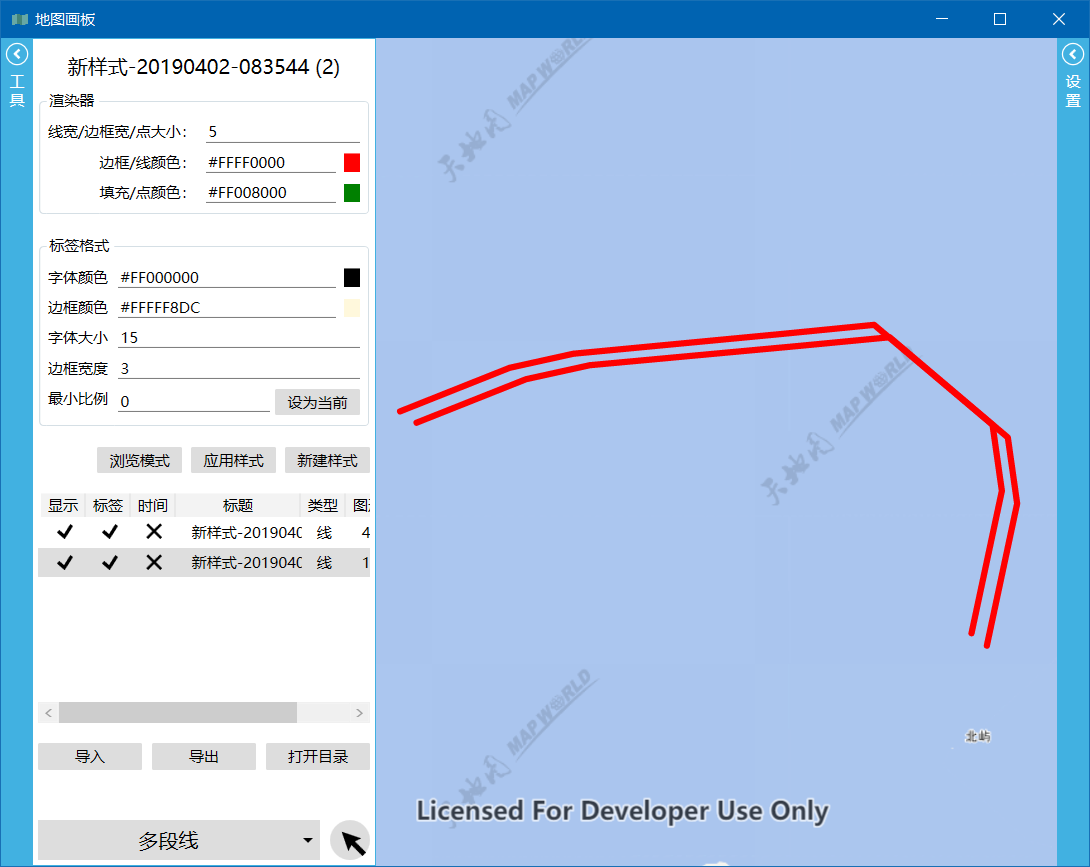 地图画板
工具
新样式-20190402-083544 (2)
渲染器
线宽/边框宽/点大小： 5
边框/线颜色： #FFFF0000
填充/点颜色： #FF008000
标签格式
字体颜色 #FF000000
边框颜色 #FFFFF8DC
字体大小 15
边框宽度 3
最小比例 0 设为当前
浏览模式 应用样式 新建样式
显示 标签 时间 标题 类型
新样式-2019040 线 4
新样式-2019040 线 1
导入 导出 打开目录
多段线
天地图 MAP WORLD
天地图 MAP WORLD
天地图 MAP WORLD
北屿
Licensed For Developer Use Only
设置